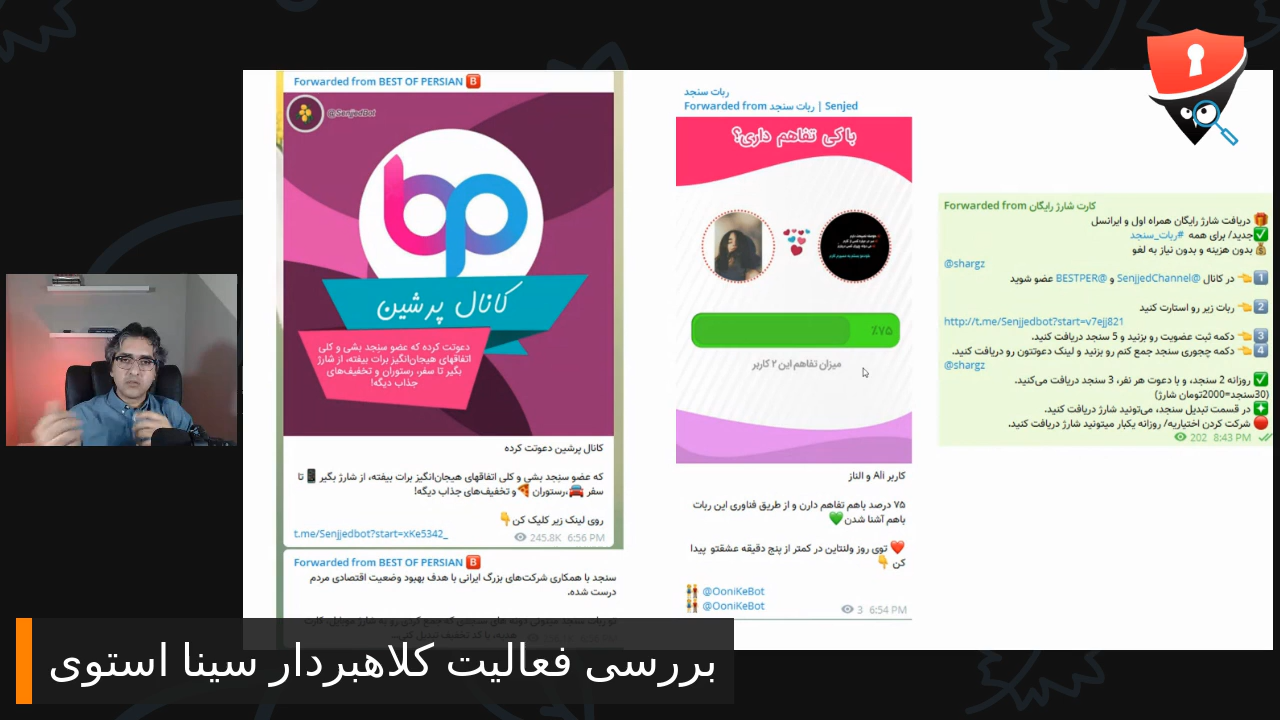 Forwarded from BEST OF PERSIAN B
@SenjjedBot
bp
کانال پرشین
دعوتت کرده که عضو سنجد بشی و کلی
اتفاقهای هیجان‌انگیز برات بیفته، از شارژ
بگیر تا سفر، رستوران و تخفیف‌های
جذاب دیگه!
کانال پرشین دعوتت کرده
که عضو سنجد بشی و کلی اتفاقهای هیجان‌انگیز برات بیفته، از شارژ بگیر📱 تا
سفر 🚘،رستوران🍕 و تخفیف‌های جذاب دیگه!
روی لینک زیر کلیک کن👇
t.me/Senjjedbot?start=xKe5342_
245.8K 6:56 PM
Forwarded from BEST OF PERSIAN B
سنجد با همکاری شرکت‌های بزرگ ایرانی با هدف بهبود وضعیت اقتصادی مردم
درست شده.
ربات سنجد
Forwarded from ربات سنجد | Senjed
با کی تفاهم داری؟
٪۷۵
میزان تفاهم این ۲ کاربر
کاربر Ali و الناز
۷۵ درصد باهم تفاهم دارن و از طریق فناوری این ربات
باهم آشنا شدن💚
❤️ توی روز ولنتاین در کمتر از پنج دقیقه عشقتو پیدا
کن 👇
👬 @OoniKeBot
👬 @OoniKeBot
3 6:54 PM
Forwarded from کارت شارژ رایگان
🎁 دریافت شارژ رایگان همراه اول و ایرانسل
✅جدید/ برای همه #ربات_سنجد
💰 بدون هزینه و بدون نیاز به لغو
@shargz
1️⃣👈 در کانال @SenjjedChannel و @BESTPER عضو شوید
2️⃣👈 ربات زیر رو استارت کنید
http://t.me/Senjjedbot?start=v7ejj821
3️⃣👈 دکمه ثبت عضویت رو بزنید و 5 سنجد دریافت کنید.
4️⃣👈 دکمه چجوری سنجد جمع کنم رو بزنید و لینک دعوتتون رو دریافت کنید.
@shargz
✅ روزانه 2 سنجد، و با دعوت هر نفر، 3 سنجد دریافت می‌کنید.
(30سنجد=2000تومان شارژ)
در قسمت تبدیل سنجد، می‌تونید شارژ دریافت کنید.
🔴 شرکت کردن اختیاریه/ روزانه یکبار میتونید شارژ دریافت کنید.
202 8:43 PM
بررسی فعالیت کلاهبردار سینا استوی